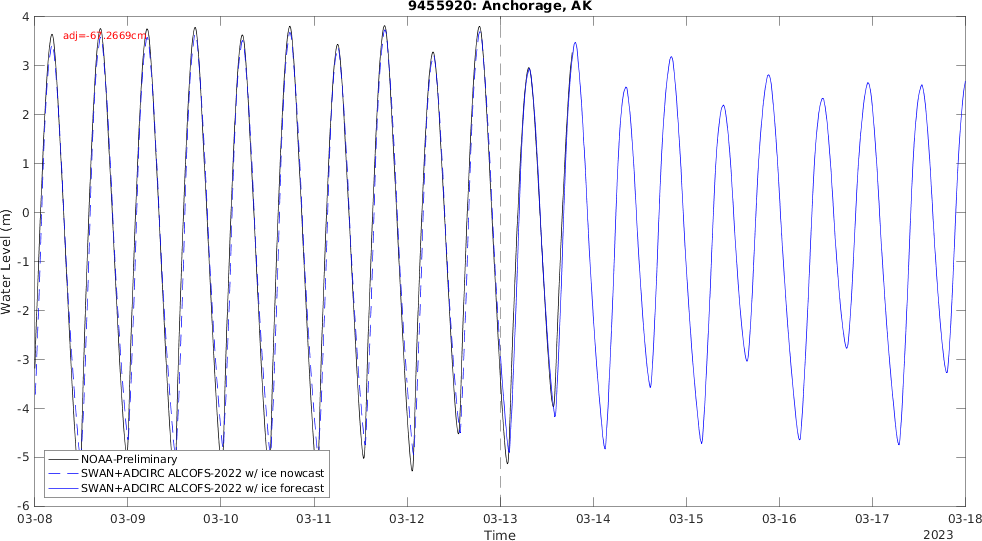 9455920: Anchorage, AK
adj=-67.2669cm
Water Level (m)
4
3
2
1
0
-1
-2
-3
-4
-5
-6
NOAA-Preliminary
SWAN+ADCIRC ALCOFS-2022 w/ ice nowcast
SWAN+ADCIRC ALCOFS-2022 w/ ice forecast
03-08 03-09 03-10 03-11 03-12 03-13 03-14 03-15 03-16 03-17 03-18
Time
2023